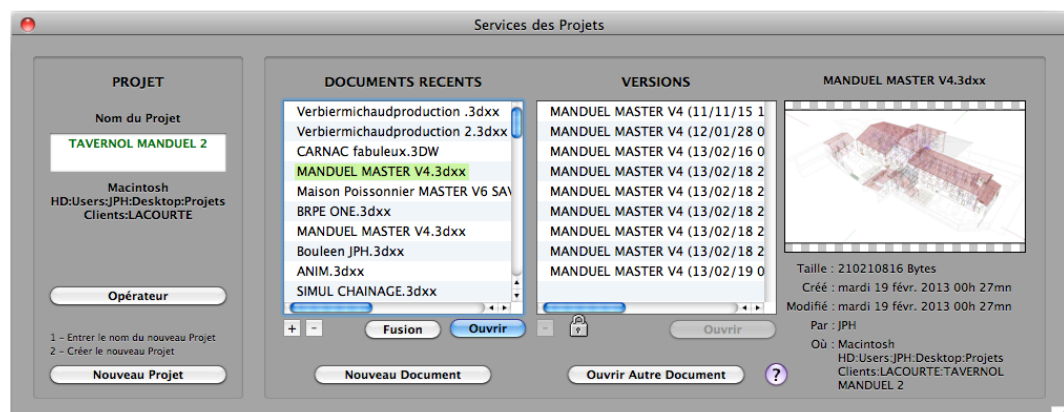 Services des Projets
PROJET
Nom du Projet
TAVERNOL MANDUEL 2
Macintosh
HD:Users:JPH:Desktop:Projets
Clients:LACOURTE
Opérateur
1 - Entrer le nom du nouveau Projet
2 - Créer le nouveau Projet
Nouveau Projet
DOCUMENTS RECENTS
Verbiermichaudproduction .3dxx
Verbiermichaudproduction 2.3dxx
CARNAC fabuleux.3DW
MANDUEL MASTER V4.3dxx
Maison Poissonnier MASTER V6 SAV
BRPE ONE.3dxx
MANDUEL MASTER V4.3dxx
Bouleen JPH.3dxx
ANIM.3dxx
SIMUL CHAINAGE.3dxx
+ -
Fusion
Ouvrir
Nouveau Document
VERSIONS
MANDUEL MASTER V4 (11/11/15 1
MANDUEL MASTER V4 (12/01/28 0
MANDUEL MASTER V4 (13/02/16 0
MANDUEL MASTER V4 (13/02/18 2
MANDUEL MASTER V4 (13/02/18 2
MANDUEL MASTER V4 (13/02/18 2
MANDUEL MASTER V4 (13/02/18 2
MANDUEL MASTER V4 (13/02/18 2
MANDUEL MASTER V4 (13/02/19 0
-
Ouvrir
Ouvrir Autre Document
?
MANDUEL MASTER V4.3dxx
Taille : 210210816 Bytes
Créé : mardi 19 févr. 2013 00h 27mn
Modifié : mardi 19 févr. 2013 00h 27mn
Par : JPH
Où : Macintosh
HD:Users:JPH:Desktop:Projets
Clients:LACOURTE:TAVERNOL
MANDUEL 2